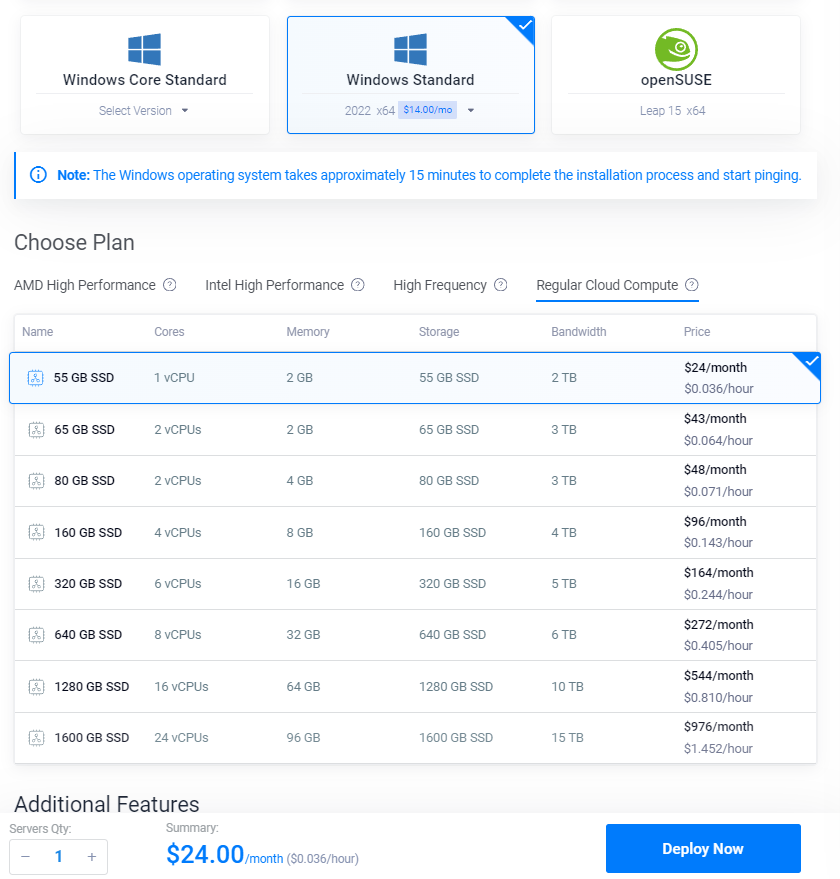 Windows Core Standard
Select Version
Windows Standard
2022 x64 $14.00/mo
openSUSE
Leap 15 x64
Note: The Windows operating system takes approximately 15 minutes to complete the installation process and start pinging.
Choose Plan
AMD High Performance ? Intel High Performance ? High Frequency ? Regular Cloud Compute ?
Name Cores Memory Storage Bandwidth Price
55 GB SSD 1 vCPU 2 GB 55 GB SSD 2 TB $24/month
$0.036/hour
65 GB SSD 2 vCPUs 2 GB 65 GB SSD 3 TB $43/month
$0.064/hour
80 GB SSD 2 vCPUs 4 GB 80 GB SSD 3 TB $48/month
$0.071/hour
160 GB SSD 4 vCPUs 8 GB 160 GB SSD 4 TB $96/month
$0.143/hour
320 GB SSD 6 vCPUs 16 GB 320 GB SSD 5 TB $164/month
$0.244/hour
640 GB SSD 8 vCPUs 32 GB 640 GB SSD 6 TB $272/month
$0.405/hour
1280 GB SSD 16 vCPUs 64 GB 1280 GB SSD 10 TB $544/month
$0.810/hour
1600 GB SSD 24 vCPUs 96 GB 1600 GB SSD 15 TB $976/month
$1.452/hour
Additional Features
Servers Qty:
− 1 +
Summary:
$24.00/month ($0.036/hour)
Deploy Now